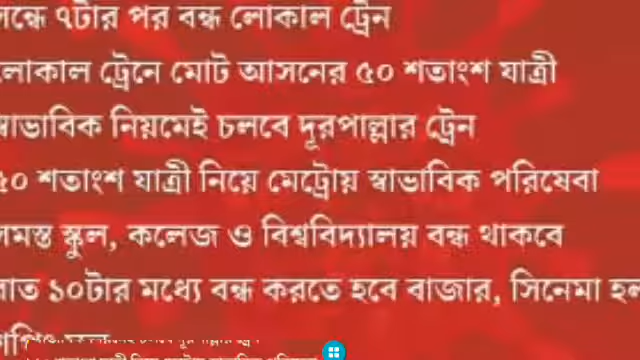 সন্ধে ৭টার পর বন্ধ লোকাল ট্রেন
লোকাল ট্রেনে মোট আসনের ৫০ শতাংশ যাত্রী
স্বাভাবিক নিয়মেই চলবে দূরপাল্লার ট্রেন
৫০ শতাংশ যাত্রী নিয়ে মেট্রোয় স্বাভাবিক পরিষেবা
সমস্ত স্কুল, কলেজ ও বিশ্ববিদ্যালয় বন্ধ থাকবে
রাত ১০টার মধ্যে বন্ধ করতে হবে বাজার, সিনেমা হল